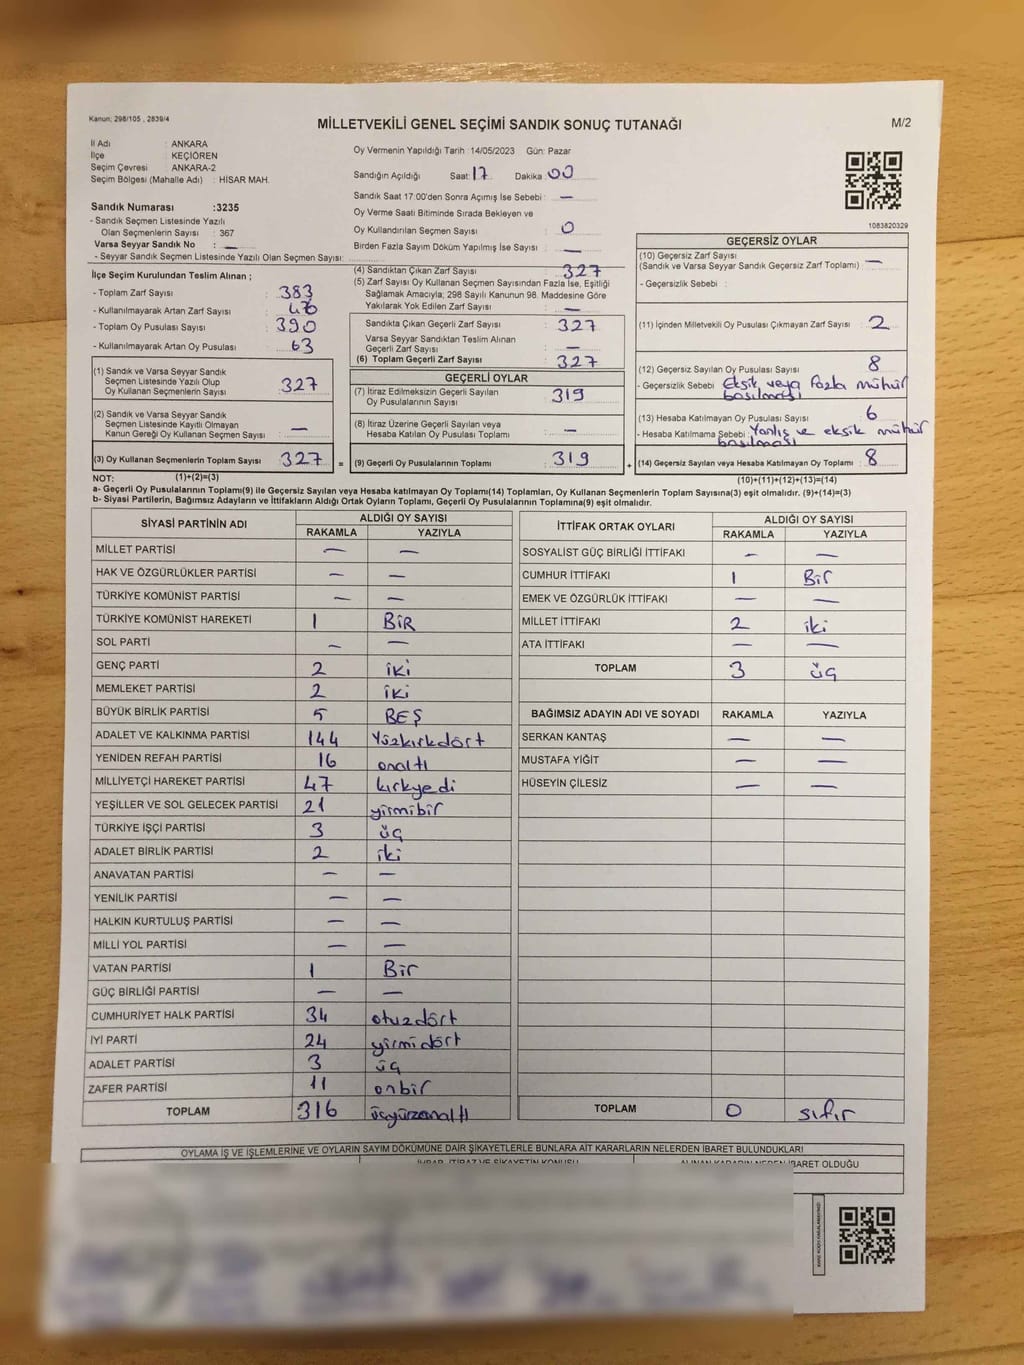 Kanun; 298/105 , 2839/4
MİLLETVEKİLİ GENEL SEÇİMİ SANDIK SONUÇ TUTANAĞI
M/2
İl Adı : ANKARA
İlçe : KEÇİÖREN
Seçim Çevresi : ANKARA-2
Seçim Bölgesi (Mahalle Adı) : HİSAR MAH.
Sandık Numarası :3235
- Sandık Seçmen Listesinde Yazılı
Olan Seçmenlerin Sayısı : 367
Varsa Seyyar Sandık No : —
- Seyyar Sandık Seçmen Listesinde Yazılı Olan Seçmen Sayısı:
Oy Vermenin Yapıldığı Tarih :14/05/2023 Gün: Pazar
Sandığın Açıldığı Saat: 17 Dakika : 00
Sandık Saat 17:00'den Sonra Açımış İse Sebebi : —
Oy Verme Saati Bitiminde Sırada Bekleyen ve
Oy Kullandırılan Seçmen Sayısı : 0
Birden Fazla Sayım Döküm Yapılmış İse Sayısı : —
1083820329
İlçe Seçim Kurulundan Teslim Alınan ;
- Toplam Zarf Sayısı : 383
- Kullanılmayarak Artan Zarf Sayısı :
- Toplam Oy Pusulası Sayısı : 390
- Kullanılmayarak Artan Oy Pusulası : 63
(1) Sandık ve Varsa Seyyar Sandık
Seçmen Listesinde Yazılı Olup
Oy Kullanan Seçmenlerin Sayısı : 327
(2) Sandık ve Varsa Seyyar Sandık
Seçmen Listesinde Kayıtlı Olmayan
Kanun Gereği Oy Kullanan Seçmen Sayısı : —
(3) Oy Kullanan Seçmenlerin Toplam Sayısı : 327 =
(4) Sandıktan Çıkan Zarf Sayısı : 327
(5) Zarf Sayısı Oy Kullanan Seçmen Sayısından Fazla İse, Eşitliği
Sağlamak Amacıyla; 298 Sayılı Kanunun 98. Maddesine Göre
Yakılarak Yok Edilen Zarf Sayısı : —
Sandıkta Çıkan Geçerli Zarf Sayısı : 327
Varsa Seyyar Sandıktan Teslim Alınan
Geçerli Zarf Sayısı : —
(6) Toplam Geçerli Zarf Sayısı : 327
GEÇERLİ OYLAR
(7) İtiraz Edilmeksizin Geçerli Sayılan
Oy Pusulalarının Sayısı : 319
(8) İtiraz Üzerine Geçerli Sayılan veya
Hesaba Katılan Oy Pusulası Toplamı : —
(9) Geçerli Oy Pusulalarının Toplamı : 319 +
GEÇERSİZ OYLAR
(10) Geçersiz Zarf Sayısı
(Sandık ve Varsa Seyyar Sandık Geçersiz Zarf Toplamı) : —
- Geçersizlik Sebebi :
(11) İçinden Milletvekili Oy Pusulası Çıkmayan Zarf Sayısı : 2
(12) Geçersiz Sayılan Oy Pusulası Sayısı : 8
- Geçersizlik Sebebi : Eksik veya fazla mühür
basılması
(13) Hesaba Katılmayan Oy Pusulası Sayısı : 6
- Hesaba Katılmama Sebebi : Yanlış ve eksik mühür
basılması
(14) Geçersiz Sayılan veya Hesaba Katılmayan Oy Toplamı : 8
NOT: (1)+(2)=(3) (10)+(11)+(12)+(13)=(14)
a- Geçerli Oy Pusulalarının Toplamı(9) ile Geçersiz Sayılan veya Hesaba katılmayan Oy Toplamı(14) Toplamları, Oy Kullanan Seçmenlerin Toplam Sayısına(3) eşit olmalıdır. (9)+(14)=(3)
b- Siyasi Partilerin, Bağımsız Adayların ve İttifakların Aldığı Ortak Oyların Toplamı, Geçerli Oy Pusulalarının Toplamına(9) eşit olmalıdır.
SİYASİ PARTİNİN ADI ALDIĞI OY SAYISI
RAKAMLA YAZIYLA
MİLLET PARTİSİ — —
HAK VE ÖZGÜRLÜKLER PARTİSİ — —
TÜRKİYE KOMÜNİST PARTİSİ — —
TÜRKİYE KOMÜNİST HAREKETİ 1 BİR
SOL PARTİ — —
GENÇ PARTİ 2 iki
MEMLEKET PARTİSİ 2 iki
BÜYÜK BİRLİK PARTİSİ 5 BEŞ
ADALET VE KALKINMA PARTİSİ 144 Yüzkırkdört
YENİDEN REFAH PARTİSİ 16 onaltı
MİLLİYETÇİ HAREKET PARTİSİ 47 kırkyedi
YEŞİLLER VE SOL GELECEK PARTİSİ 21 yirmibir
TÜRKİYE İŞÇİ PARTİSİ 3 üç
ADALET BİRLİK PARTİSİ 2 iki
ANAVATAN PARTİSİ — —
YENİLİK PARTİSİ — —
HALKIN KURTULUŞ PARTİSİ — —
MİLLİ YOL PARTİSİ — —
VATAN PARTİSİ 1 Bir
GÜÇ BİRLİĞİ PARTİSİ — —
CUMHURİYET HALK PARTİSİ 34 otuzdört
İYİ PARTİ 24 yirmidört
ADALET PARTİSİ 3 üç
ZAFER PARTİSİ 11 onbir
TOPLAM 316 üçyüzonaltı
İTTİFAK ORTAK OYLARI ALDIĞI OY SAYISI
RAKAMLA YAZIYLA
SOSYALİST GÜÇ BİRLİĞİ İTTİFAKI — —
CUMHUR İTTİFAKI 1 Bir
EMEK VE ÖZGÜRLÜK İTTİFAKI — —
MİLLET İTTİFAKI 2 iki
ATA İTTİFAKI — —
TOPLAM 3 üç
BAĞIMSIZ ADAYIN ADI VE SOYADI RAKAMLA YAZIYLA
SERKAN KANTAŞ — —
MUSTAFA YİĞİT — —
HÜSEYİN ÇİLESİZ — —
TOPLAM 0 sıfır
OYLAMA İŞ VE İŞLEMLERİNE VE OYLARIN SAYIM DÖKÜMÜNE DAİR ŞİKAYETLERLE BUNLARA AİT KARARLARIN NELERDEN İBARET BULUNDUKLARI
İHBAR, İTİRAZ VE ŞİKAYETİN KONUSU ALINAN KARARIN NEDEN İBARET OLDUĞU